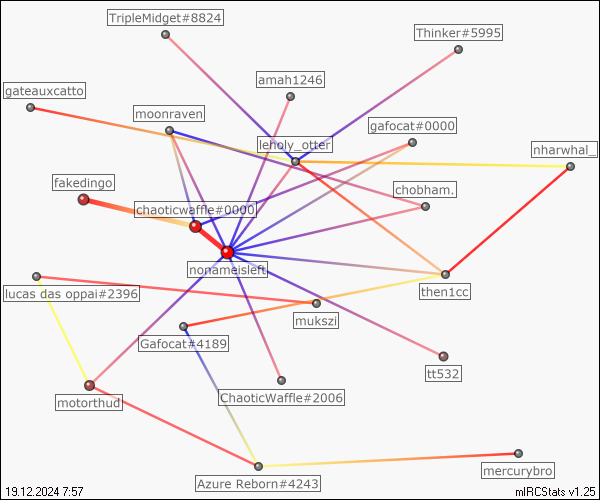 TripleMidget#8824
Thinker#5995
amah1246
gateauxcatto
moonraven
gafocat#0000
leholy_otter
nharwhal_
fakedingo
chobham.
chaoticwaffle#0000
nonameisleft
then1cc
lucas das oppai#2396
mukszi
Gafocat#4189
tt532
motorthud
ChaoticWaffle#2006
mercurybro
Azure Reborn#4243
19.12.2024 7:57
mIRCStats v1.25